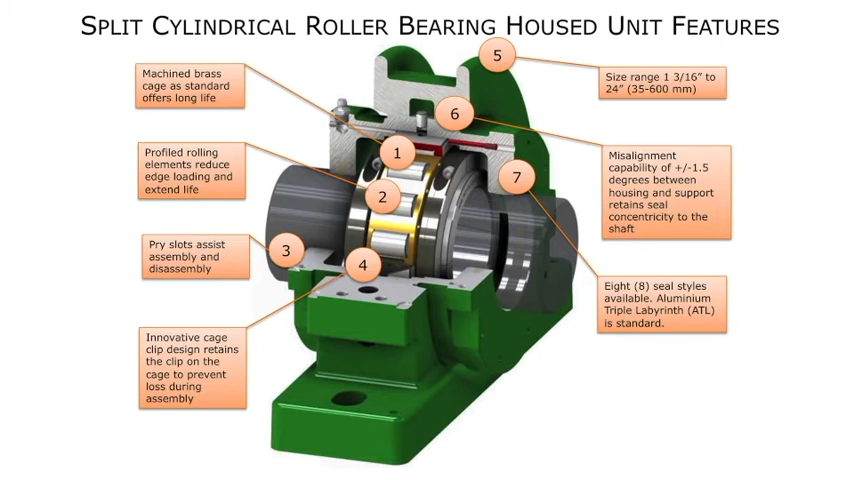 SPLIT CYLINDRICAL ROLLER BEARING HOUSED UNIT FEATURES
Machined brass
cage as standard
offers long life
Profiled rolling
elements reduce
edge loading and
extend life
Pry slots assist
assembly and
disassembly
Innovative cage
clip design retains
the clip on the
cage to prevent
loss during
assembly
1
2
3
4
5
6
7
Size range 1 3/16” to
24” (35-600 mm)
Misalignment
capability of +/-1.5
degrees between
housing and support
retains seal
concentricity to the
shaft
Eight (8) seal styles
available. Aluminium
Triple Labyrinth (ATL)
is standard.